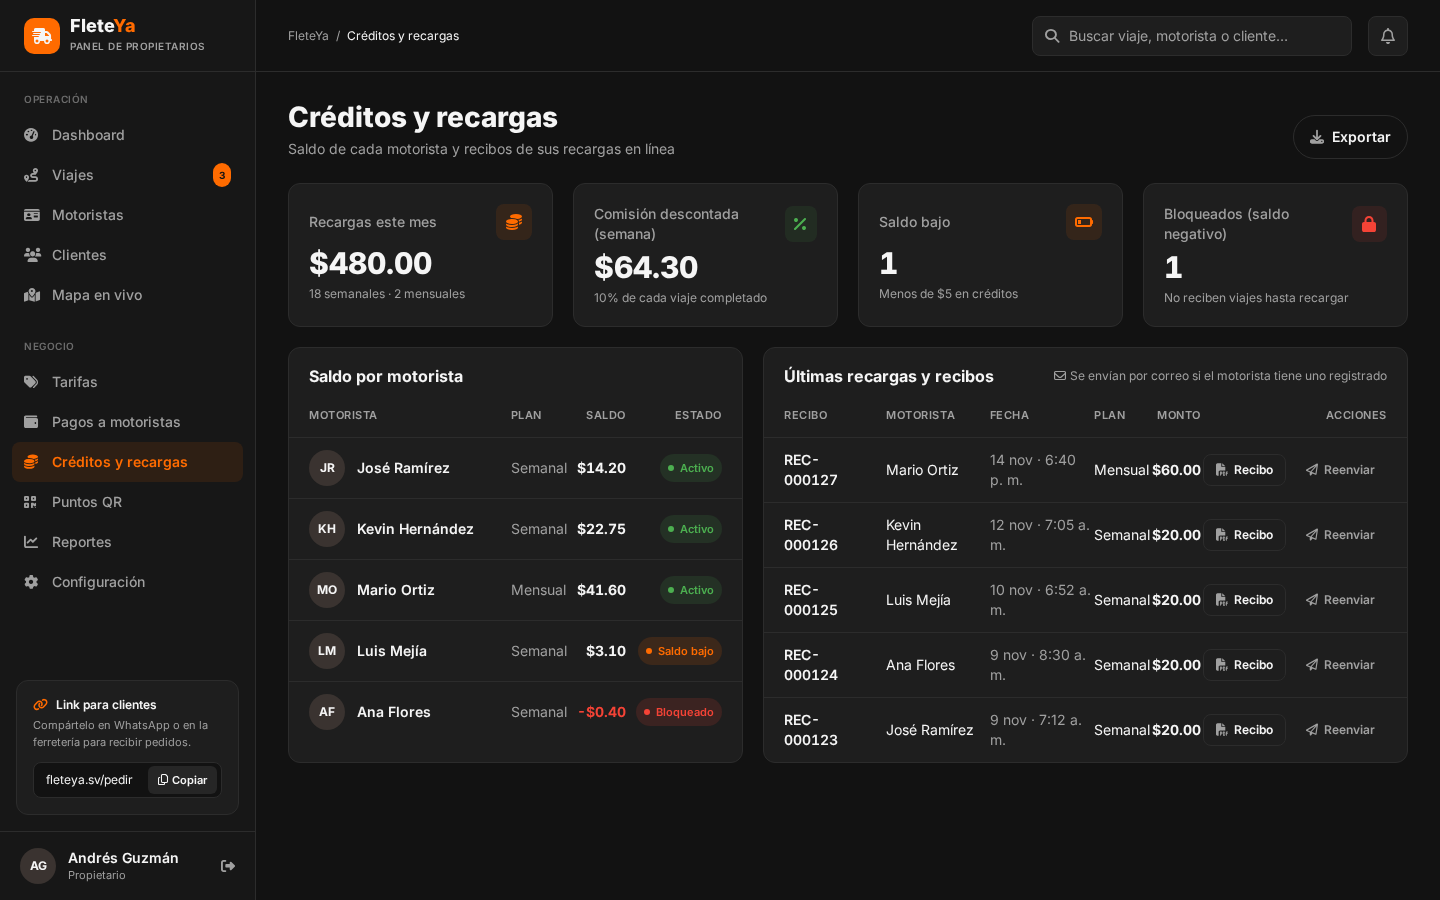 FleteYa
PANEL DE PROPIETARIOS
OPERACIÓN
Dashboard
Viajes 3
Motoristas
Clientes
Mapa en vivo
NEGOCIO
Tarifas
Pagos a motoristas
Créditos y recargas
Puntos QR
Reportes
Configuración
Link para clientes
Compártelo en WhatsApp o en la
ferretería para recibir pedidos.
fleteya.sv/pedir Copiar
AG Andrés Guzmán
Propietario
FleteYa / Créditos y recargas
Buscar viaje, motorista o cliente...
Créditos y recargas
Saldo de cada motorista y recibos de sus recargas en línea
Exportar
Recargas este mes
$480.00
18 semanales · 2 mensuales
Comisión descontada
(semana)
$64.30
10% de cada viaje completado
Saldo bajo
1
Menos de $5 en créditos
Bloqueados (saldo
negativo)
1
No reciben viajes hasta recargar
Saldo por motorista
MOTORISTA PLAN SALDO ESTADO
JR José Ramírez Semanal $14.20 Activo
KH Kevin Hernández Semanal $22.75 Activo
MO Mario Ortiz Mensual $41.60 Activo
LM Luis Mejía Semanal $3.10 Saldo bajo
AF Ana Flores Semanal -$0.40 Bloqueado
Últimas recargas y recibos
Se envían por correo si el motorista tiene uno registrado
RECIBO MOTORISTA FECHA PLAN MONTO ACCIONES
REC-
000127 Mario Ortiz 14 nov · 6:40
p. m. Mensual $60.00 Recibo Reenviar
REC-
000126 Kevin
Hernández 12 nov · 7:05 a.
m. Semanal $20.00 Recibo Reenviar
REC-
000125 Luis Mejía 10 nov · 6:52 a.
m. Semanal $20.00 Recibo Reenviar
REC-
000124 Ana Flores 9 nov · 8:30 a.
m. Semanal $20.00 Recibo Reenviar
REC-
000123 José Ramírez 9 nov · 7:12 a.
m. Semanal $20.00 Recibo Reenviar